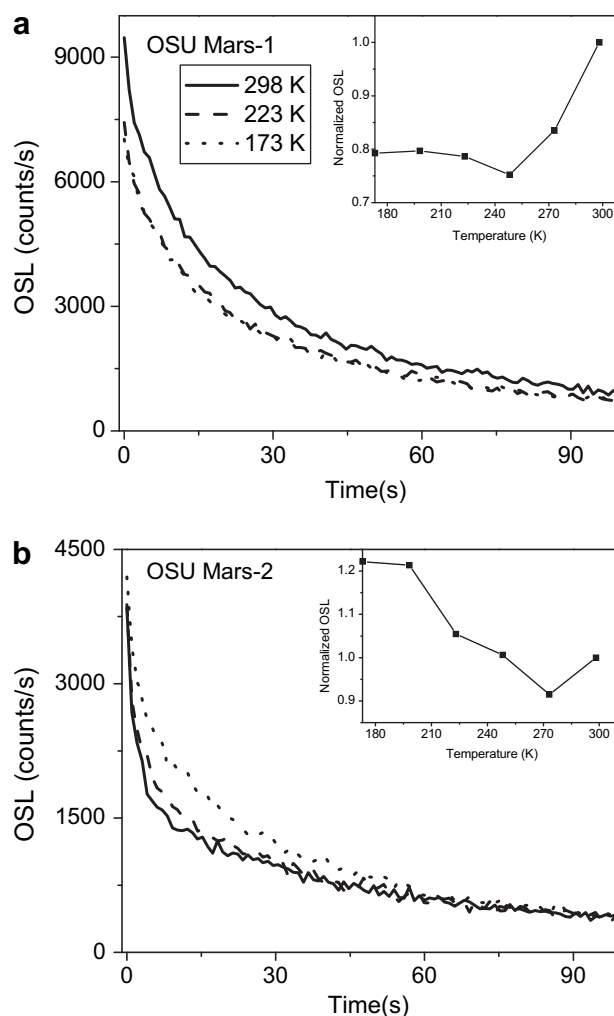 a
OSU Mars-1
298 K
223 K
173 K
OSL (counts/s)
9000
6000
3000
0
0 30 60 90
Time(s)
Normalized OSL
1.0
0.9
0.8
0.7
180 210 240 270 300
Temperature (K)
b
OSU Mars-2
OSL (counts/s)
4500
3000
1500
0
0 30 60 90
Time(s)
Normalized OSL
1.2
1.1
1.0
0.9
180 210 240 270 300
Temperature (K)